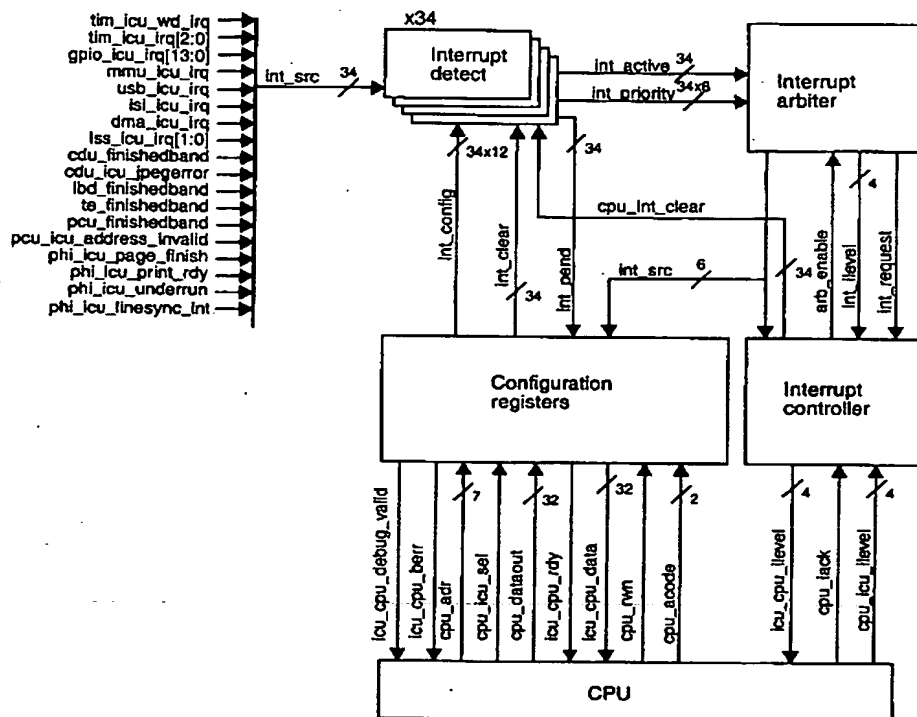 tim_icu_wd_irq
tim_icu_irq[2:0]
gpio_icu_irq[13:0]
mmu_icu_irq
usb_icu_irq
isi_icu_irq
dma_icu_irq
lss_icu_irq[1:0]
cdu_finishedband
cdu_icu_jpegerror
lbd_finishedband
te_finishedband
pcu_finishedband
pcu_icu_address_invalid
phi_icu_page_finish
phi_icu_print_rdy
phi_icu_underrun
phi_icu_linesync_int
int_src
34
x34
Interrupt
detect
int_active
34
int_priority
34x6
Interrupt
arbiter
34x12
int_config
int_clear
34
int_pend
34
cpu_int_clear
int_src
6
34
arb_enable
4
int_ilevel
int_request
Configuration
registers
Interrupt
controller
icu_cpu_debug_valid
icu_cpu_berr
cpu_adr
7
cpu_icu_sel
cpu_dataout
32
icu_cpu_rdy
icu_cpu_data
32
cpu_rwn
cpu_acode
2
icu_cpu_ilevel
4
cpu_iack
cpu_icu_ilevel
4
CPU